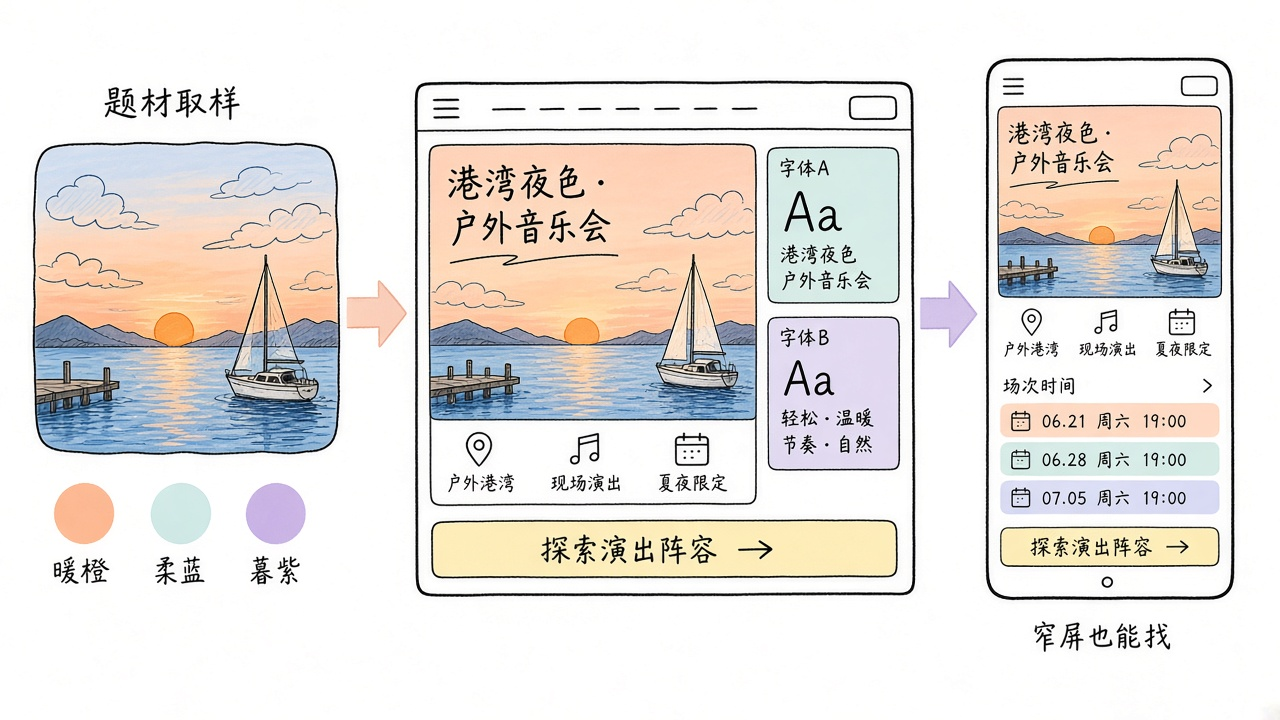 题材取样
暖橙
柔蓝
暮紫
港湾夜色·
户外音乐会
户外港湾
现场演出
夏夜限定
字体A
Aa
港湾夜色
户外音乐会
字体B
Aa
轻松·温暖
节奏·自然
探索演出阵容 →
港湾夜色·
户外音乐会
户外港湾
现场演出
夏夜限定
场次时间
06.21 周六 19:00
06.28 周六 19:00
07.05 周六 19:00
探索演出阵容 →
窄屏也能找